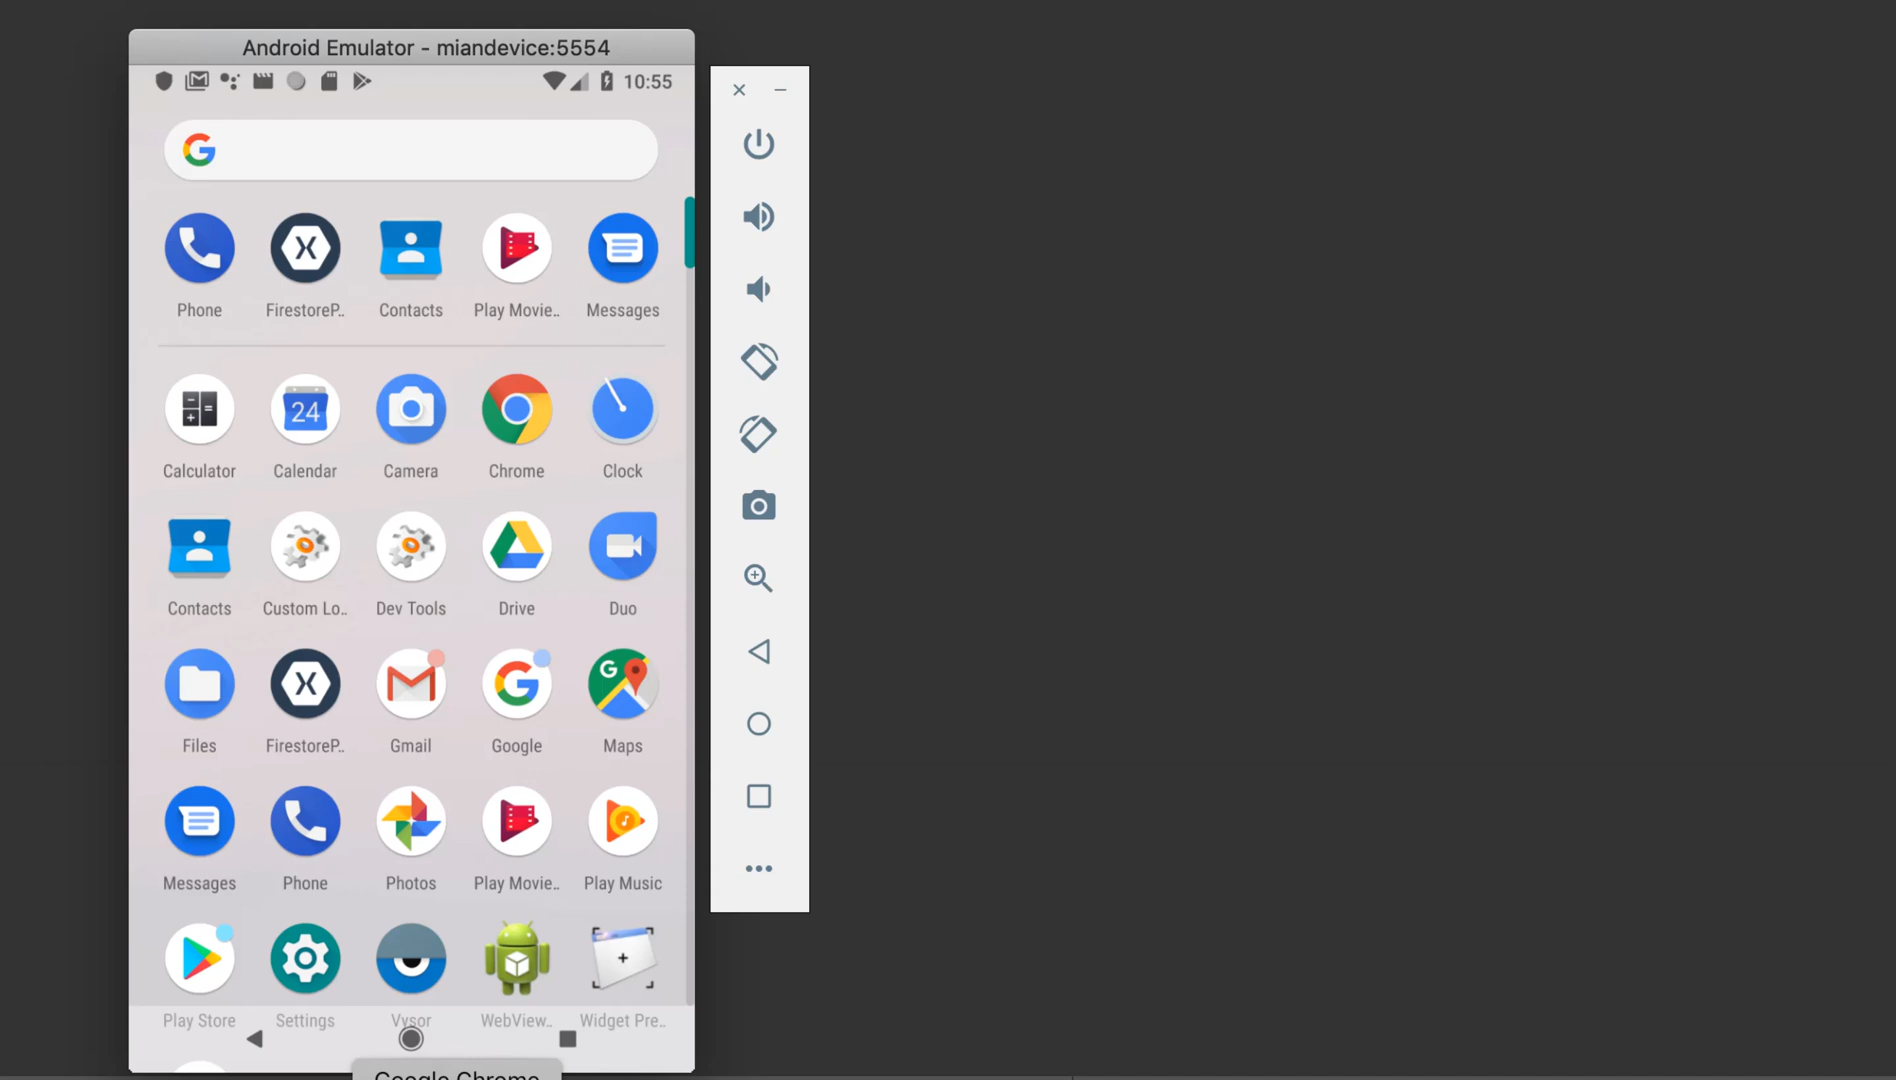 Android Emulator - miandevice:5554
10:55
Phone FirestoreP.. Contacts Play Movie.. Messages
Calculator Calendar Camera Chrome Clock
24
Contacts Custom Lo.. Dev Tools Drive Duo
Files FirestoreP.. Gmail Google Maps
Messages Phone Photos Play Movie.. Play Music
Play Store Settings Vysor WebView.. Widget Pre..
Google Chrome